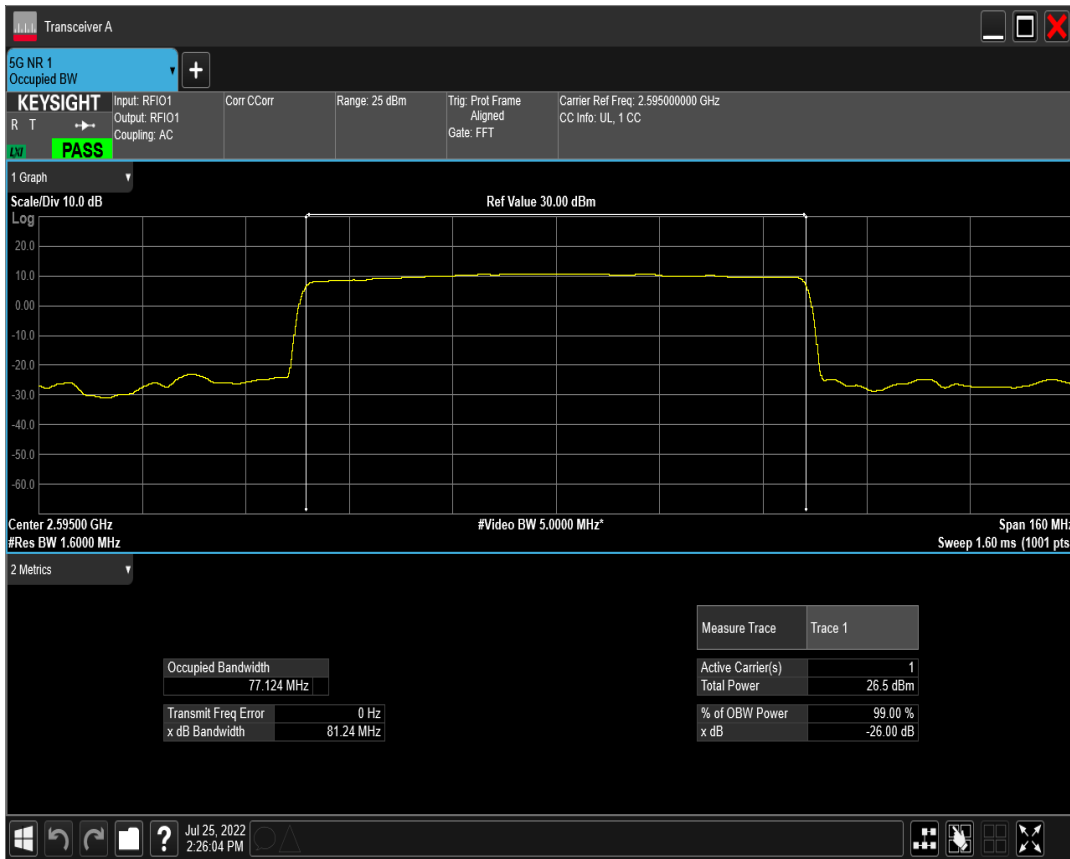 Transceiver A
5G NR 1
Occupied BW
+
KEYSIGHT
R T
LXI
PASS
Input: RFIO1
Output: RFIO1
Coupling: AC
Corr CCorr
Range: 25 dBm
Trig: Prot Frame
Aligned
Gate: FFT
Carrier Ref Freq: 2.595000000 GHz
CC Info: UL, 1 CC
1 Graph
Scale/Div 10.0 dB
Ref Value 30.00 dBm
Log
20.0
10.0
0.00
-10.0
-20.0
-30.0
-40.0
-50.0
-60.0
Center 2.59500 GHz
#Video BW 5.0000 MHz*
Span 160 MHz
#Res BW 1.6000 MHz
Sweep 1.60 ms (1001 pts
2 Metrics
Measure Trace Trace 1
Occupied Bandwidth
77.124 MHz
Active Carrier(s) 1
Total Power 26.5 dBm
Transmit Freq Error 0 Hz
x dB Bandwidth 81.24 MHz
% of OBW Power 99.00 %
x dB -26.00 dB
?
Jul 25, 2022
2:26:04 PM